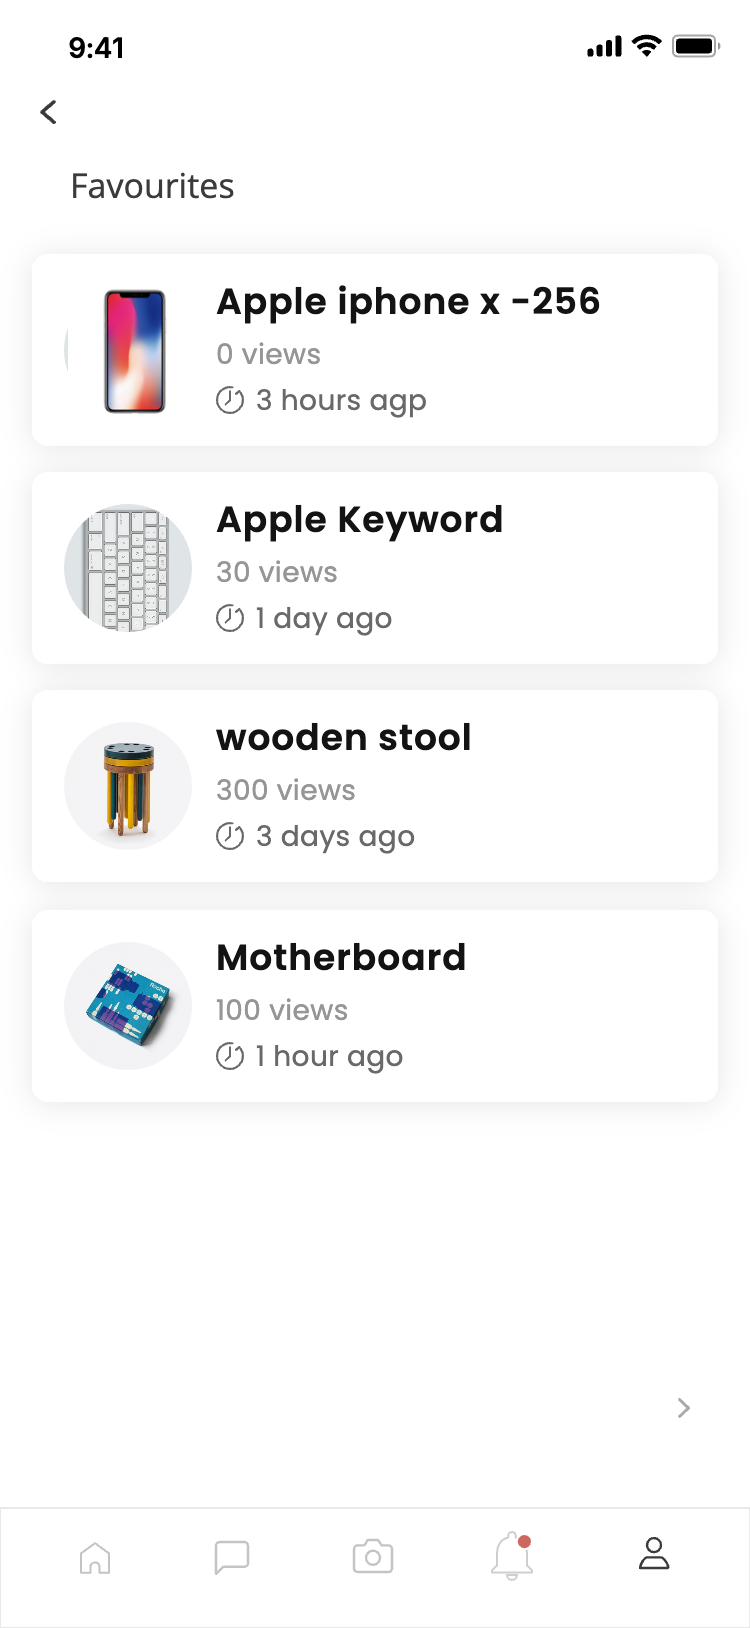 9:41
Favourites
Apple iphone x -256
0 views
3 hours agp
Apple Keyword
30 views
1 day ago
wooden stool
300 views
3 days ago
Motherboard
100 views
1 hour ago